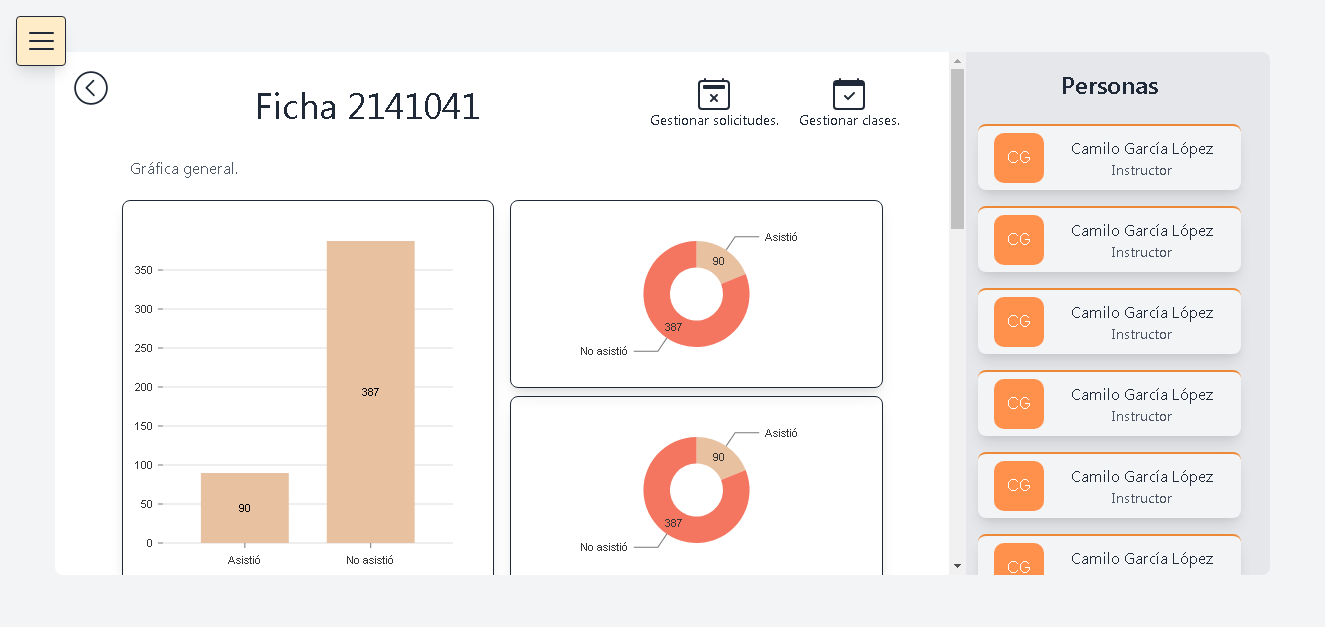 Ficha 2141041
Gestionar solicitudes.
Gestionar clases.
Gráfica general.
350
300
250
200
150
100
50
0
90
387
Asistió
No asistió
Asistió
90
387
No asistió
Asistió
90
387
No asistió
Personas
CG
Camilo García López
Instructor
CG
Camilo García López
Instructor
CG
Camilo García López
Instructor
CG
Camilo García López
Instructor
CG
Camilo García López
Instructor
CG
Camilo García López